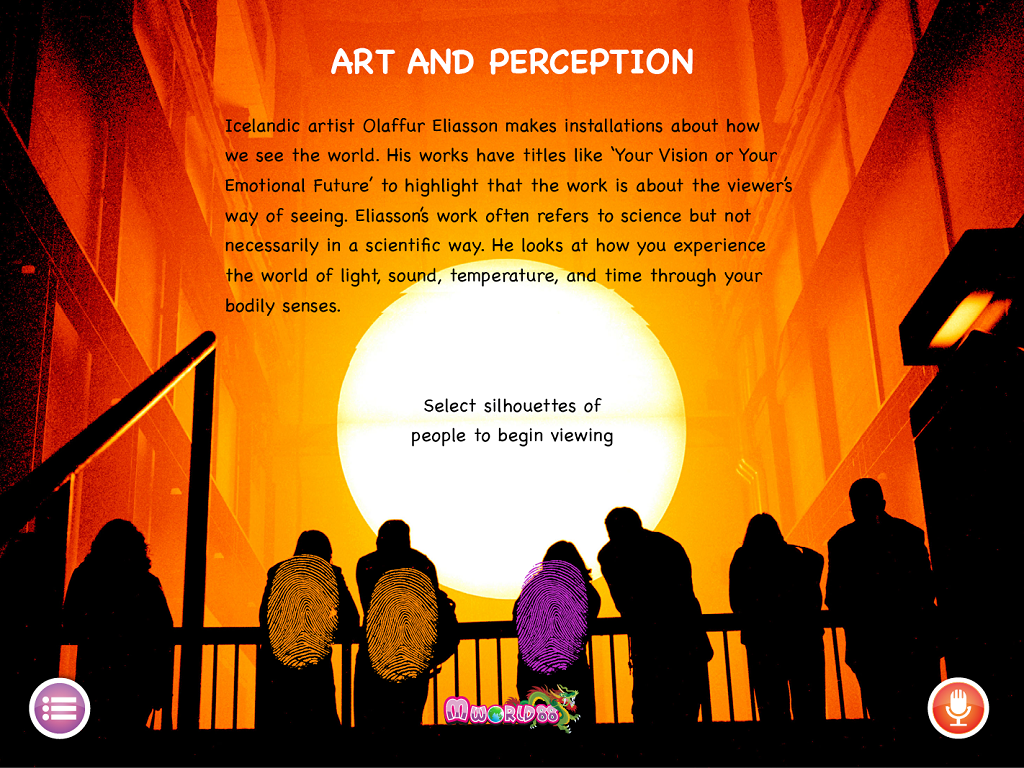 ART AND PERCEPTION
Icelandic artist Olaffur Eliasson makes installations about how
we see the world. His works have titles like ‘Your Vision or Your
Emotional Future’ to highlight that the work is about the viewer’s
way of seeing. Eliasson’s work often refers to science but not
necessarily in a scientific way. He looks at how you experience
the world of light, sound, temperature, and time through your
bodily senses.
Select silhouettes of
people to begin viewing
MWORLD88